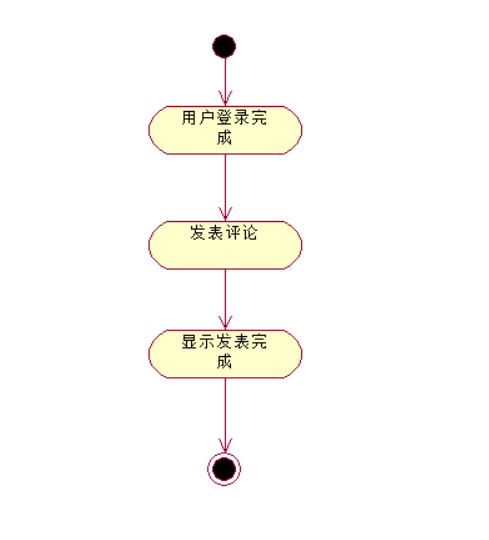 用户登录完
成
发表评论
显示发表完
成